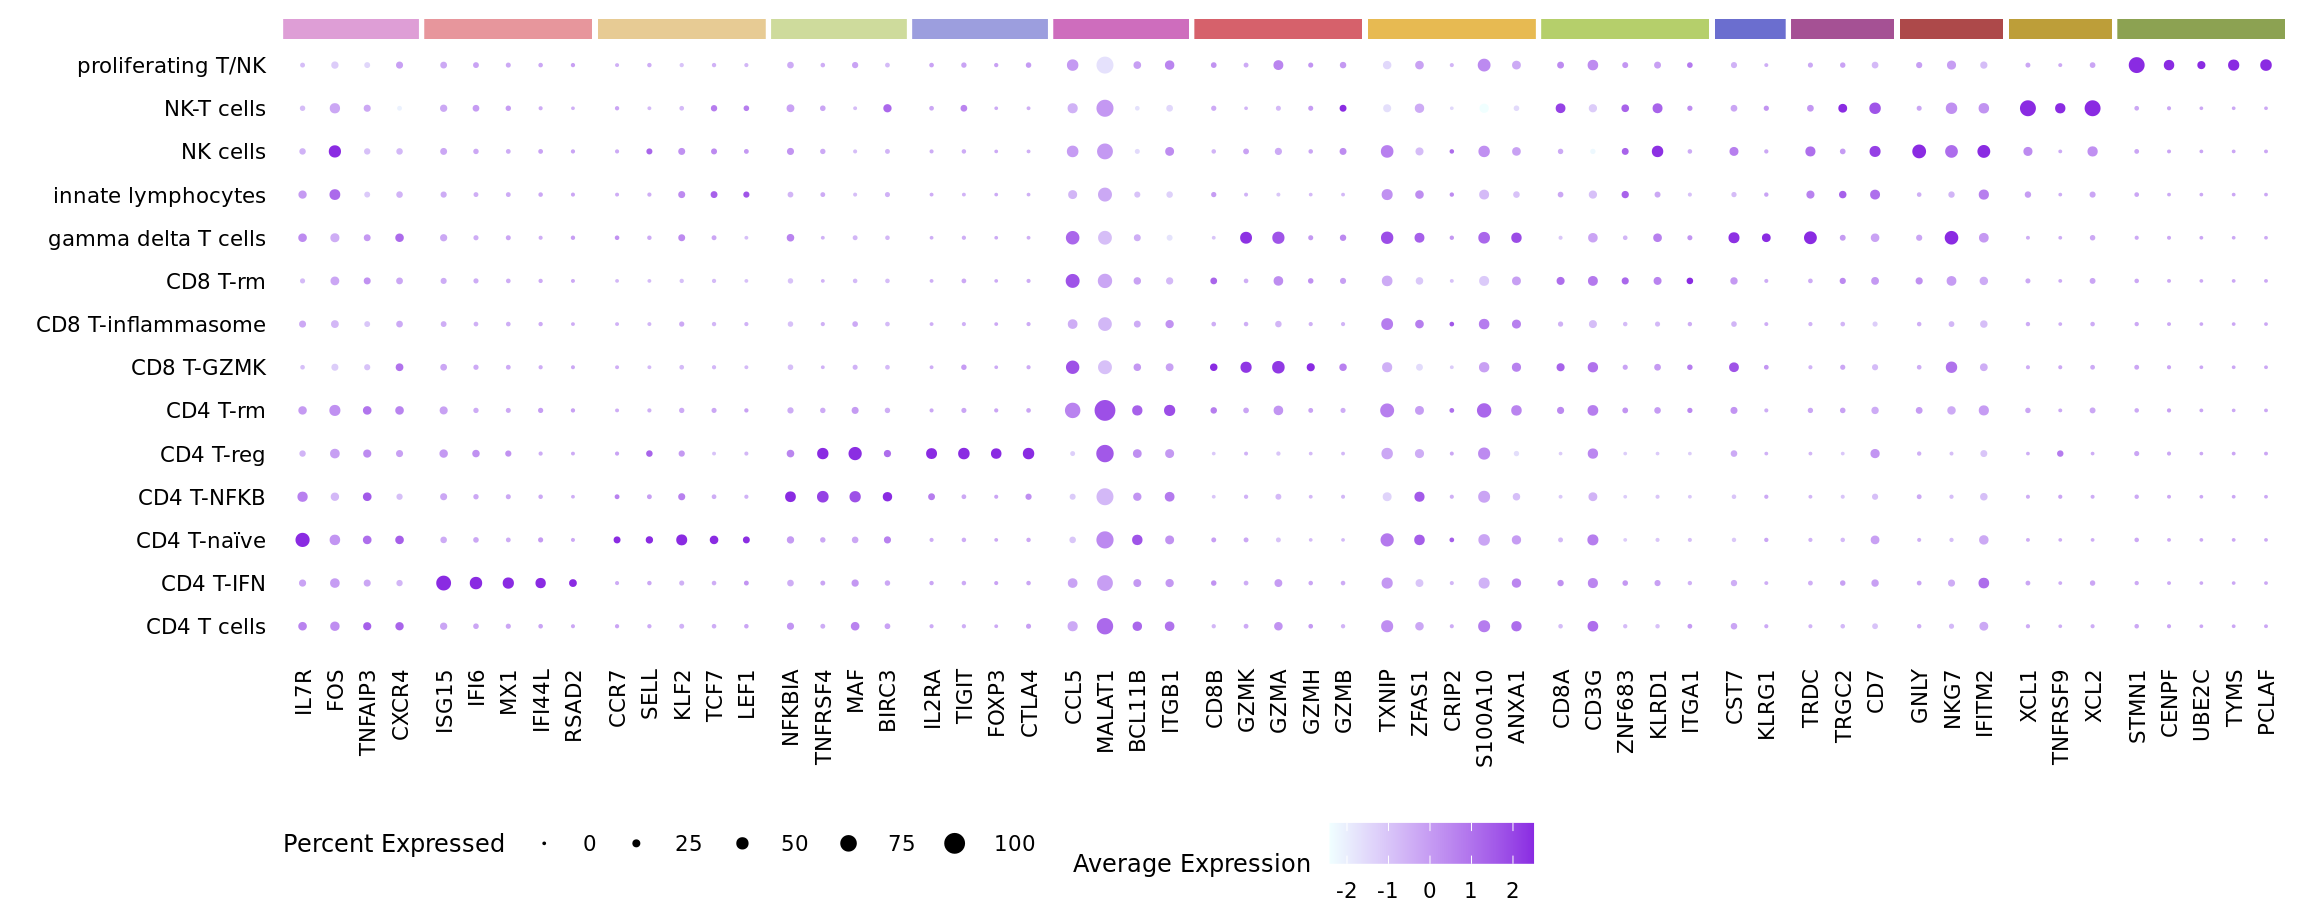 proliferating T/NK
NK-T cells
NK cells
innate lymphocytes
gamma delta T cells
CD8 T-rm
CD8 T-inflammasome
CD8 T-GZMK
CD4 T-rm
CD4 T-reg
CD4 T-NFKB
CD4 T-naïve
CD4 T-IFN
CD4 T cells
IL7R
FOS
TNFAIP3
CXCR4
ISG15
IFI6
MX1
IFI44L
RSAD2
CCR7
SELL
KLF2
TCF7
LEF1
NFKBIA
TNFRSF4
MAF
BIRC3
IL2RA
TIGIT
FOXP3
CTLA4
CCL5
MALAT1
BCL11B
ITGB1
CD8B
GZMK
GZMA
GZMH
GZMB
TXNIP
ZFAS1
CRIP2
S100A10
ANXA1
CD8A
CD3G
ZNF683
KLRD1
ITGA1
CST7
KLRG1
TRDC
TRGC2
CD7
GNLY
NKG7
IFITM2
XCL1
TNFRSF9
XCL2
STMN1
CENPF
UBE2C
TYMS
PCLAF
Percent Expressed 0 25 50 75 100
Average Expression
-2 -1 0 1 2